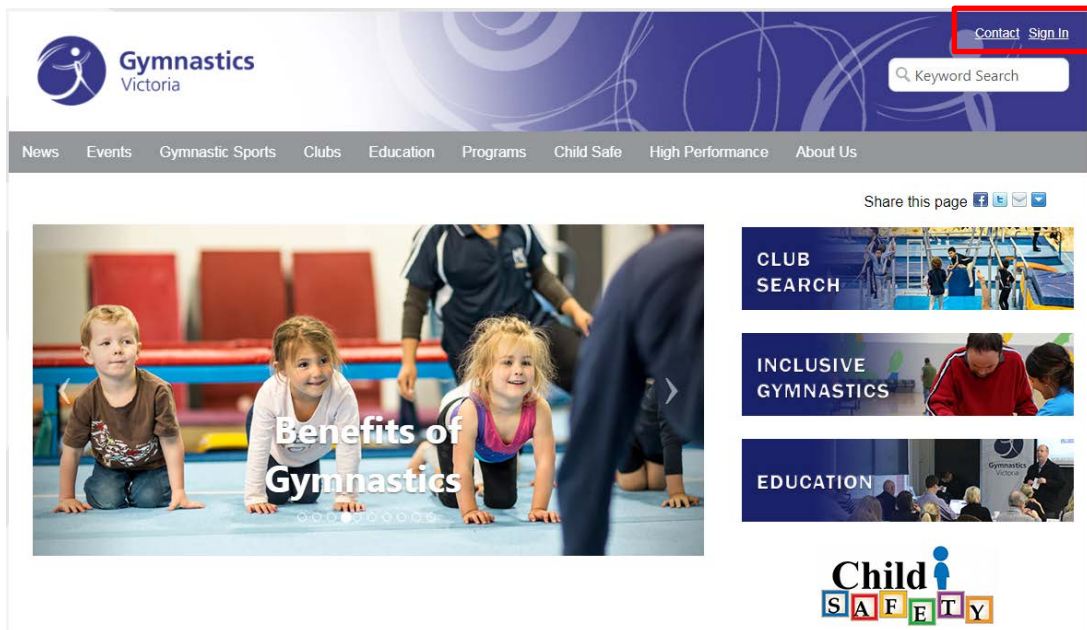 Contact Sign In
Gymnastics
Victoria
Keyword Search
News Events Gymnastic Sports Clubs Education Programs Child Safe High Performance About Us
Share this page
CLUB
SEARCH
Benefits of
Gymnastics
INCLUSIVE
GYMNASTICS
EDUCATION
Gymnastics
Victoria
Child
SAFETY